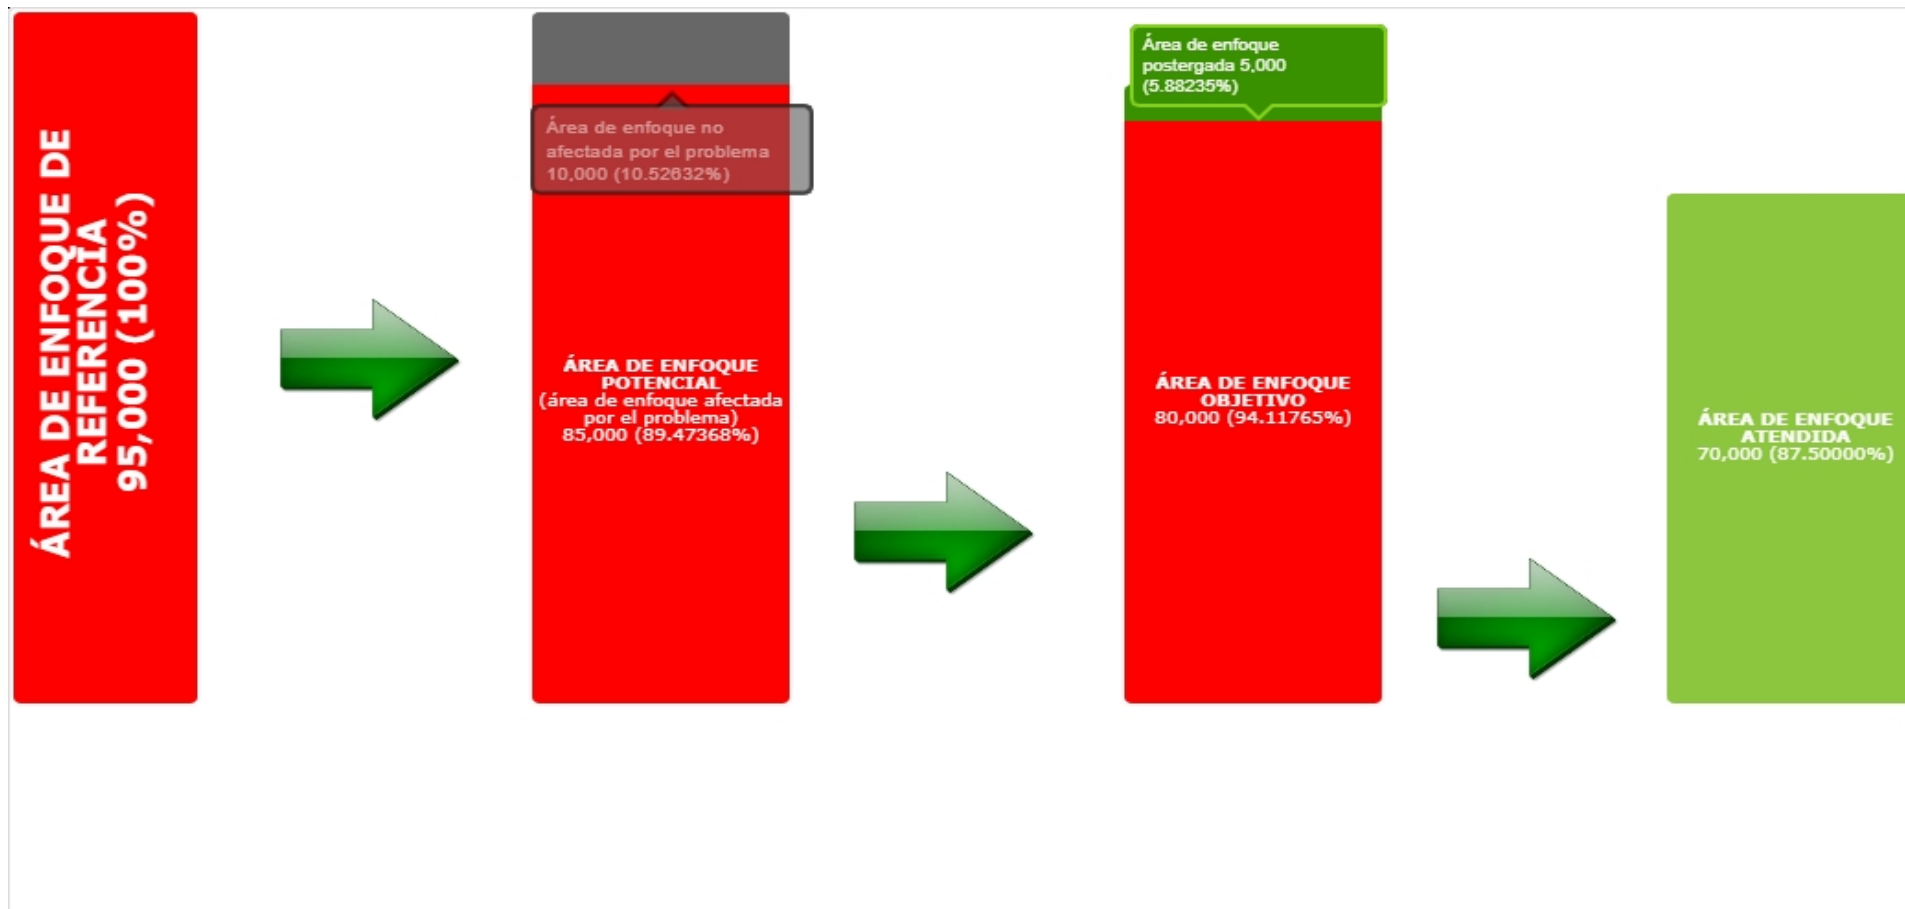 ÁREA DE ENFOQUE DE
REFERENCIA
95,000 (100%)
Área de enfoque no
afectada por el problema
10,000 (10.52632%)
ÁREA DE ENFOQUE
POTENCIAL
(área de enfoque afectada
por el problema)
85,000 (89.47368%)
Área de enfoque
postergada 5,000
(5.88235%)
ÁREA DE ENFOQUE
OBJETIVO
80,000 (94.11765%)
ÁREA DE ENFOQUE
ATENDIDA
70,000 (87.50000%)